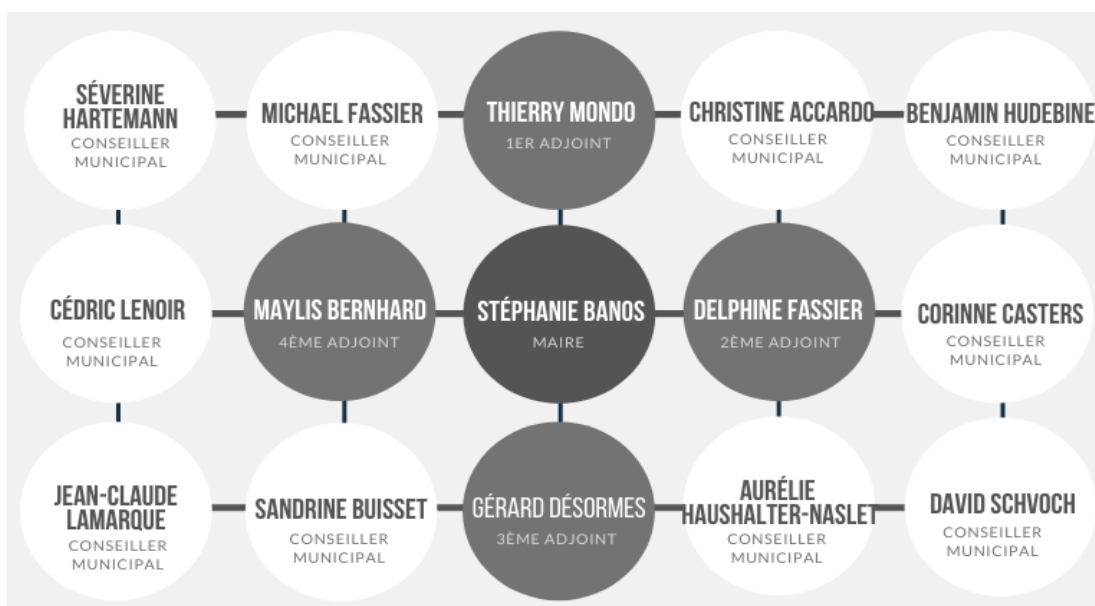 SÉVERINE
HARTEMANN
CONSEILLER
MUNICIPAL
MICHAEL FASSIER
CONSEILLER
MUNICIPAL
THIERRY MONDO
1ER ADJOINT
CHRISTINE ACCARDO
CONSEILLER
MUNICIPAL
BENJAMIN HUDEBINE
CONSEILLER
MUNICIPAL
CÉDRIC LENOIR
CONSEILLER
MUNICIPAL
MAYLIS BERNHARD
4ÈME ADJOINT
STÉPHANIE BANOS
MAIRE
DELPHINE FASSIER
2ÈME ADJOINT
CORINNE CASTERS
CONSEILLER
MUNICIPAL
JEAN-CLAUDE
LAMARQUE
CONSEILLER
MUNICIPAL
SANDRINE BUISSET
CONSEILLER
MUNICIPAL
GÉRARD DÉSORMES
3ÈME ADJOINT
AURÉLIE
HAUSHALTER-NASLET
CONSEILLER
MUNICIPAL
DAVID SCHVOCH
CONSEILLER
MUNICIPAL